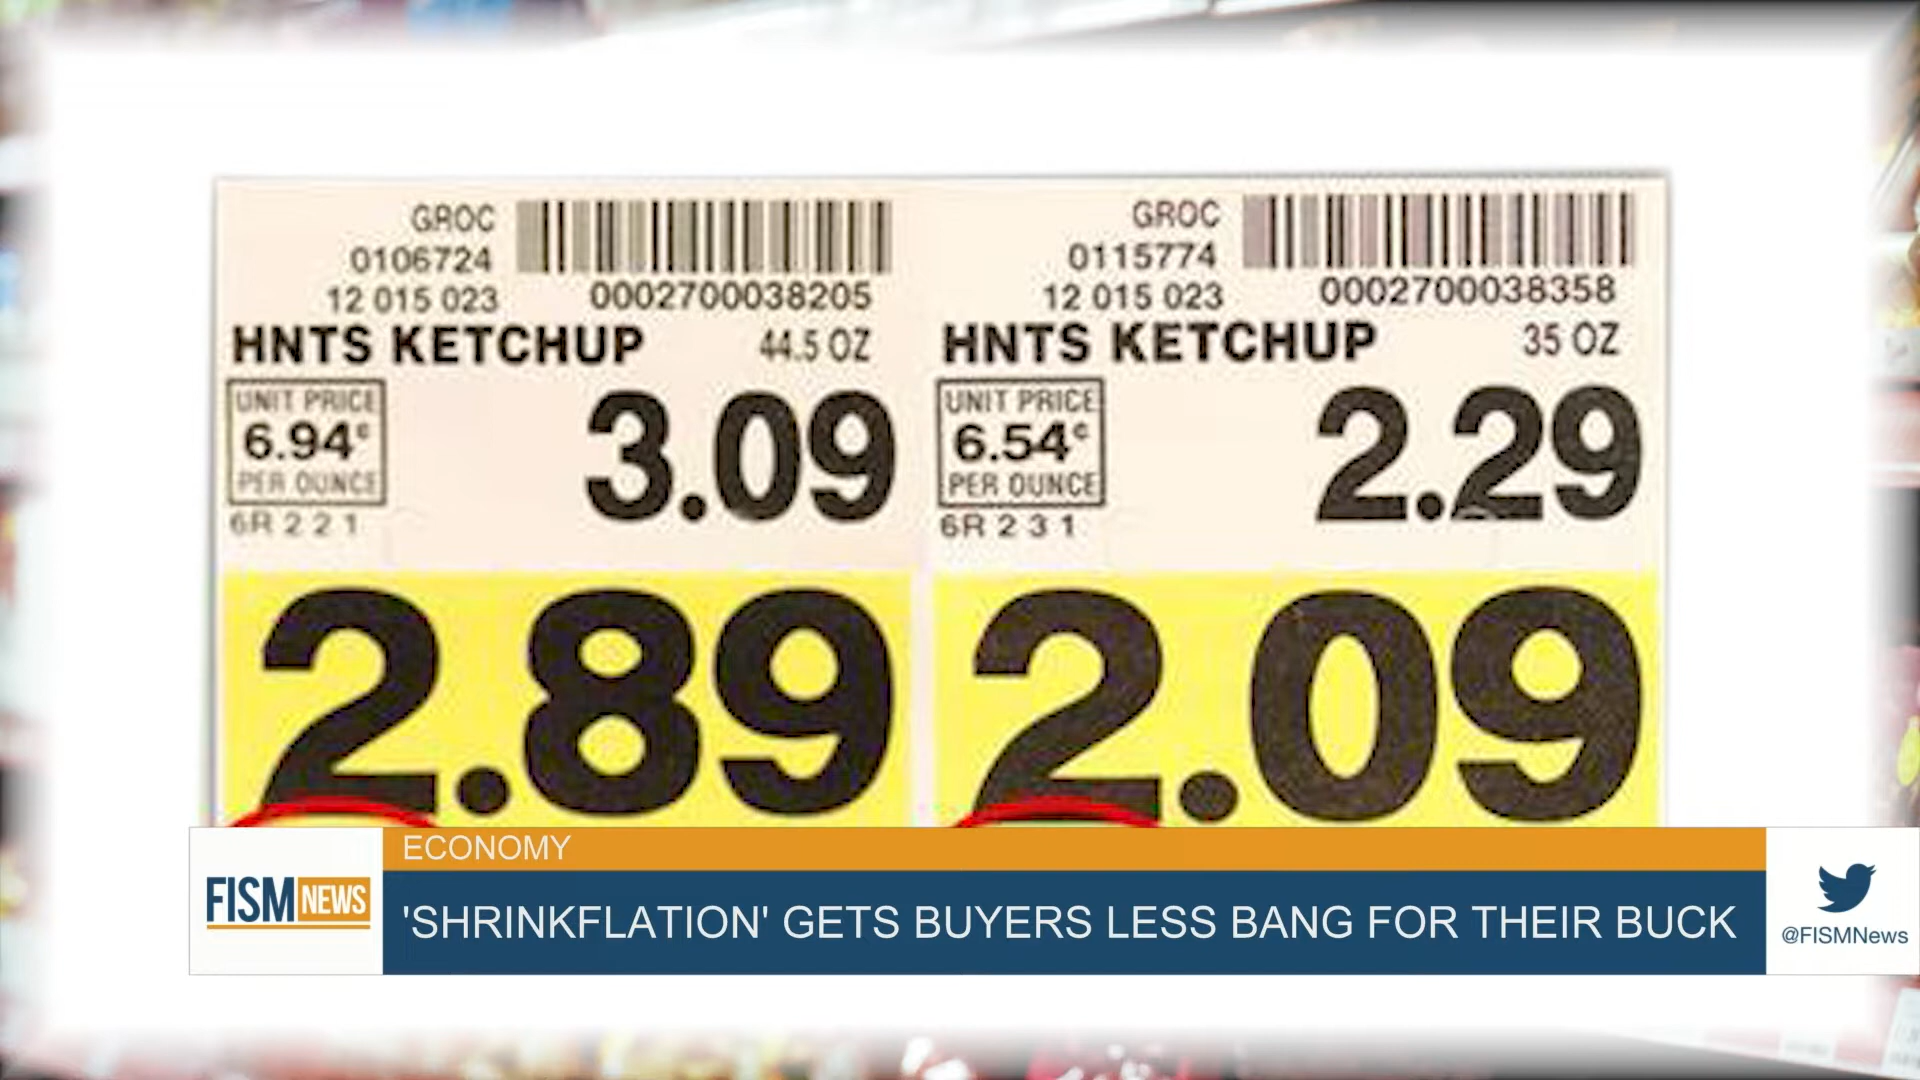 GROC
0106724
12 015 023
0002700038205
HNTS KETCHUP 44.5 OZ
UNIT PRICE
6.94¢
PER OUNCE
3.09
6R 2 2 1
2.89
GROC
0115774
12 015 023
0002700038358
HNTS KETCHUP 35 OZ
UNIT PRICE
6.54¢
PER OUNCE
2.29
6R 2 3 1
2.09
ECONOMY
FISM NEWS
'SHRINKFLATION' GETS BUYERS LESS BANG FOR THEIR BUCK
@FISMNews